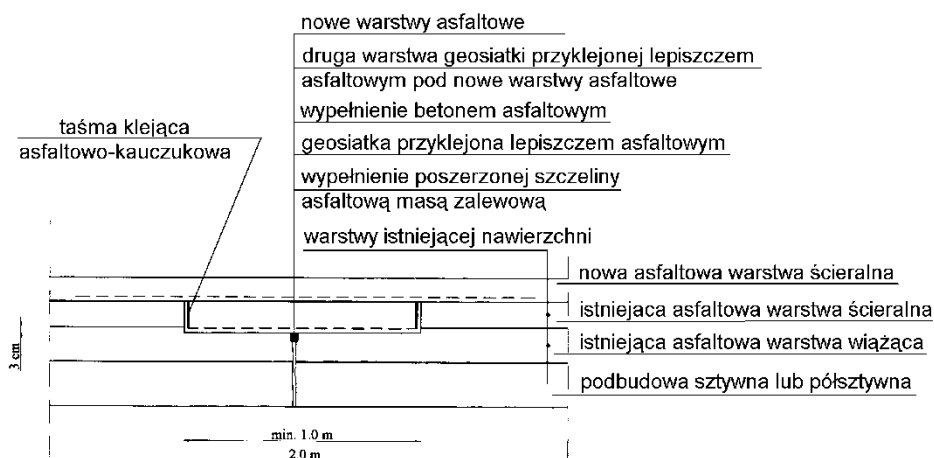 nowe warstwy asfaltowe
druga warstwa geosiatki przyklejonej lepiszczem
asfaltowym pod nowe warstwy asfaltowe
wypełnienie betonem asfaltowym
taśma klejąca
asfaltowo-kauczukowa
geosiatka przyklejona lepiszczem asfaltowym
wypełnienie poszerzonej szczeliny
asfaltową masą zalewową
warstwy istniejącej nawierzchni
nowa asfaltowa warstwa ścieralna
istniejaca asfaltowa warstwa ścieralna
istniejąca asfaltowa warstwa wiążąca
podbudowa sztywna lub półsztywna
3 cm
min. 1.0 m
2.0 m